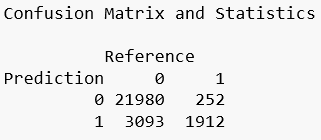 Confusion Matrix and Statistics
Reference
Prediction 0 1
0 21980 252
1 3093 1912